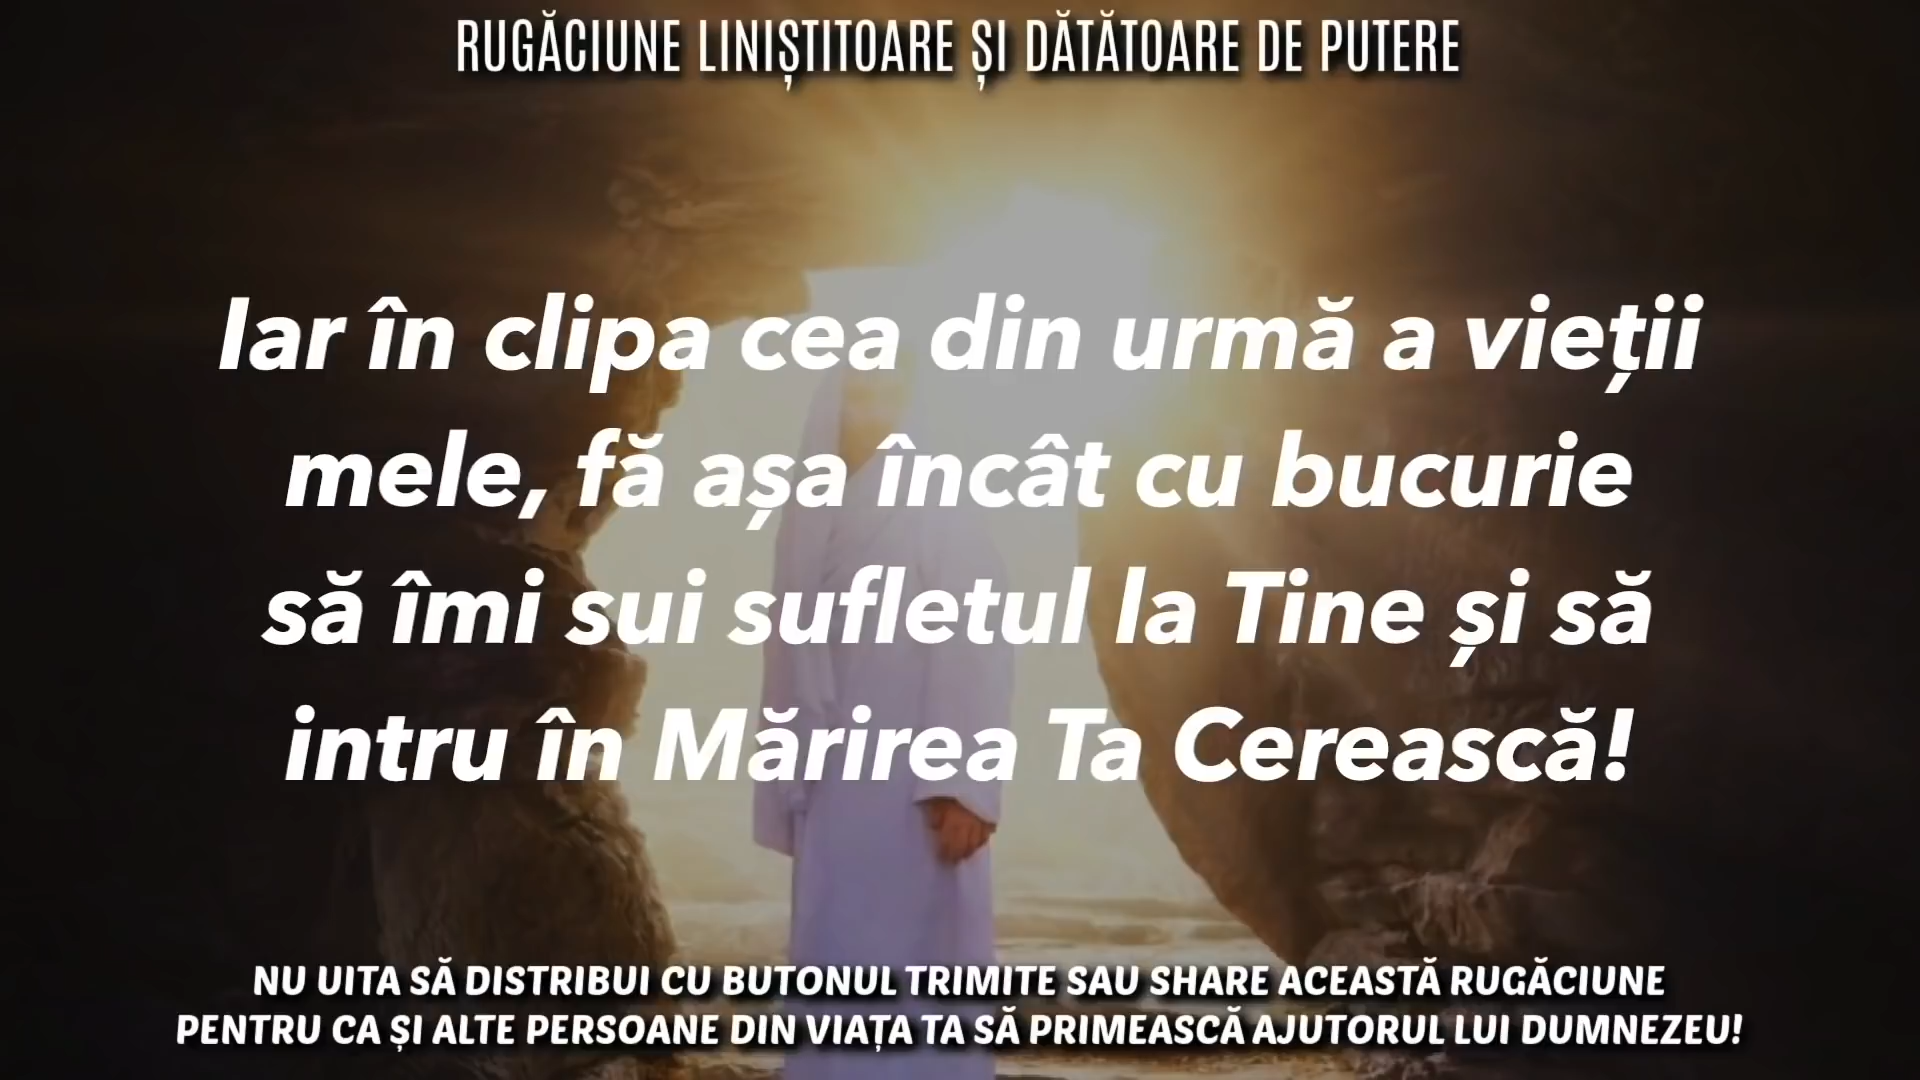 RUGĂCIUNE LINIȘTITOARE ȘI DĂTĂTOARE DE PUTERE
Iar în clipa cea din urmă a vieții
mele, fă așa încât cu bucurie
să îmi sui sufletul la Tine și să
intru în Mărirea Ta Cerească!
NU UITA SĂ DISTRIBUI CU BUTONUL TRIMITE SAU SHARE ACEASTĂ RUGĂCIUNE
PENTRU CA ȘI ALTE PERSOANE DIN VIAȚA TA SĂ PRIMEASCĂ AJUTORUL LUI DUMNEZEU!